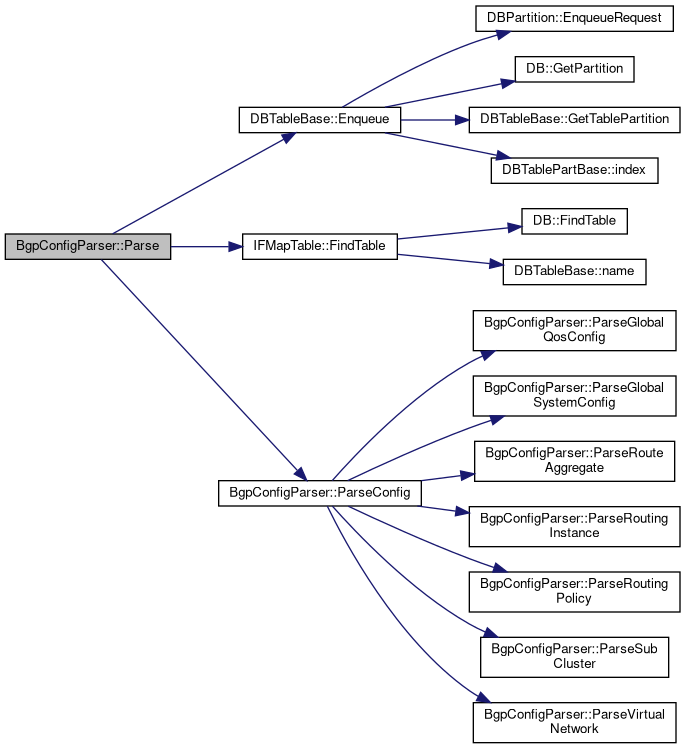 DBPartition::EnqueueRequest
DB::GetPartition
DBTableBase::Enqueue
DBTableBase::GetTablePartition
DBTablePartBase::index
DB::FindTable
BgpConfigParser::Parse
IFMapTable::FindTable
DBTableBase::name
BgpConfigParser::ParseGlobal
QosConfig
BgpConfigParser::ParseGlobal
SystemConfig
BgpConfigParser::ParseRoute
Aggregate
BgpConfigParser::ParseConfig
BgpConfigParser::ParseRouting
Instance
BgpConfigParser::ParseRouting
Policy
BgpConfigParser::ParseSub
Cluster
BgpConfigParser::ParseVirtual
Network